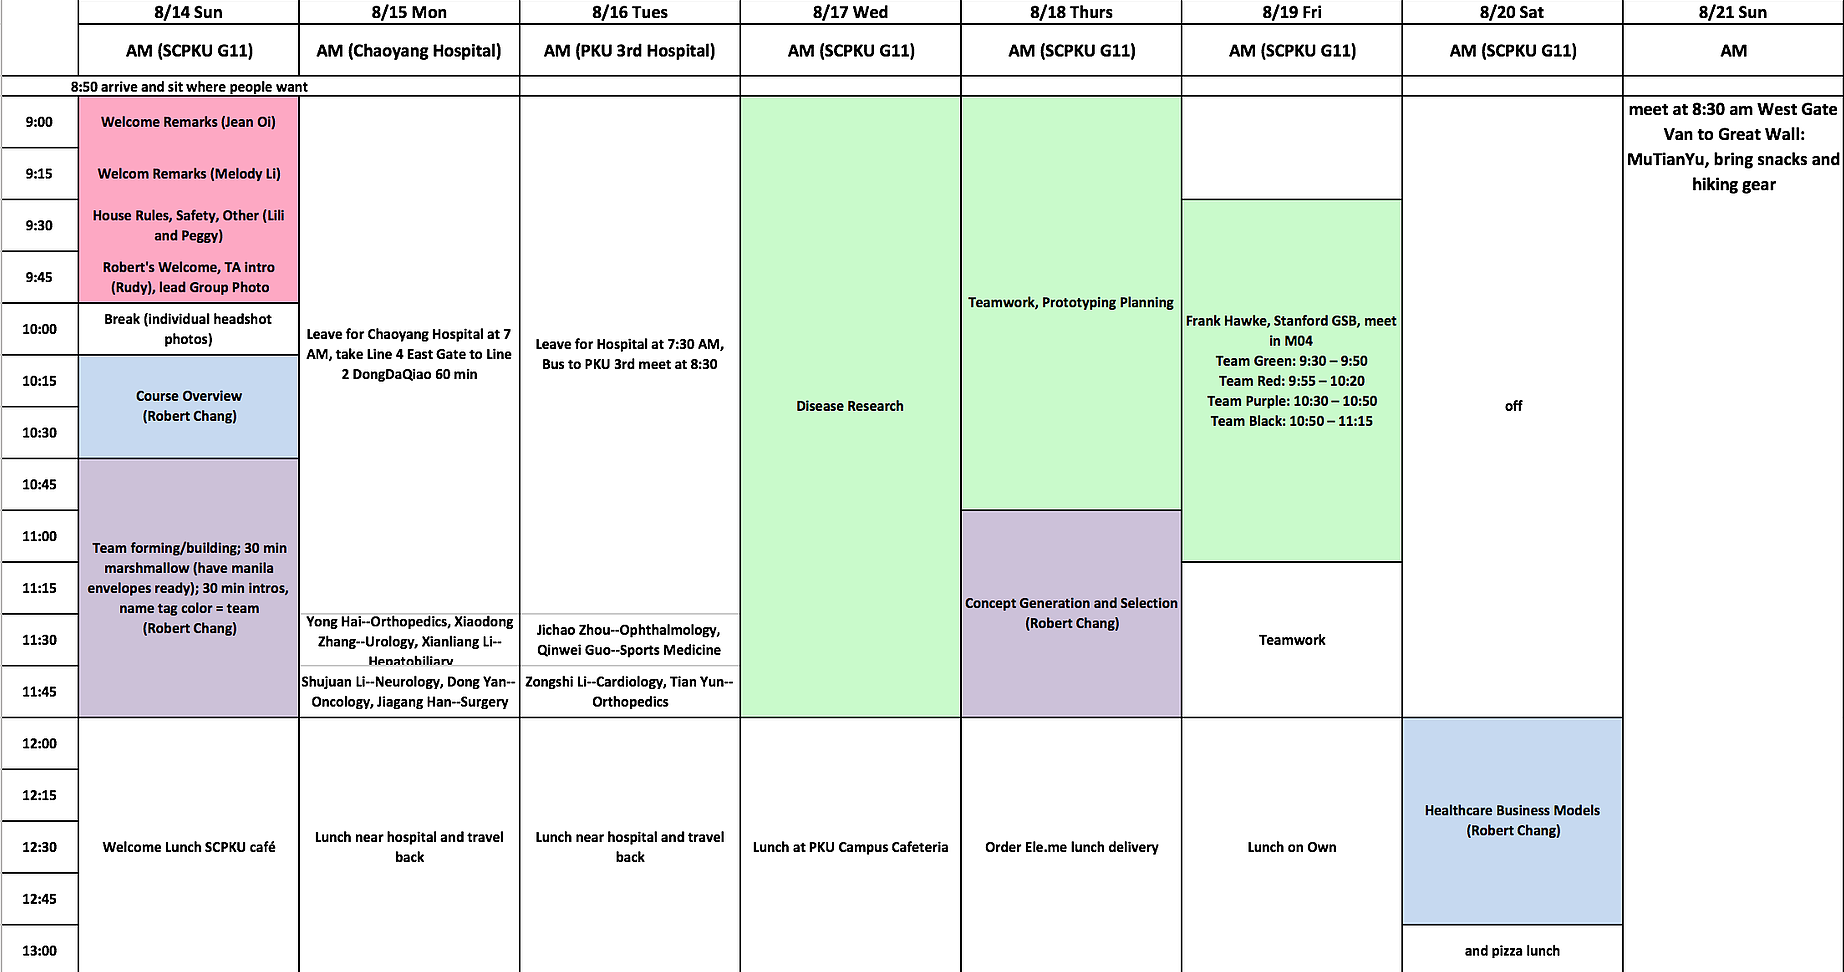 8/14 Sun
8/15 Mon
8/16 Tues
8/17 Wed
8/18 Thurs
8/19 Fri
8/20 Sat
8/21 Sun
AM (SCPKU G11)
AM (Chaoyang Hospital)
AM (PKU 3rd Hospital)
AM (SCPKU G11)
AM (SCPKU G11)
AM (SCPKU G11)
AM (SCPKU G11)
AM
8:50 arrive and sit where people want
9:00
9:15
9:30
9:45
10:00
10:15
10:30
10:45
11:00
11:15
11:30
11:45
12:00
12:15
12:30
12:45
13:00
Welcome Remarks (Jean Oi)
Welcom Remarks (Melody Li)
House Rules, Safety, Other (Lili
and Peggy)
Robert's Welcome, TA intro
(Rudy), lead Group Photo
Break (individual headshot
photos)
Course Overview
(Robert Chang)
Team forming/building; 30 min
marshmallow (have manila
envelopes ready); 30 min intros,
name tag color = team
(Robert Chang)
Welcome Lunch SCPKU café
Leave for Chaoyang Hospital at 7
AM, take Line 4 East Gate to Line
2 DongDaQiao 60 min
Yong Hai--Orthopedics, Xiaodong
Zhang--Urology, Xianliang Li--
Hepatobiliary
Shujuan Li--Neurology, Dong Yan--
Oncology, Jiagang Han--Surgery
Lunch near hospital and travel
back
Leave for Hospital at 7:30 AM,
Bus to PKU 3rd meet at 8:30
Jichao Zhou--Ophthalmology,
Qinwei Guo--Sports Medicine
Zongshi Li--Cardiology, Tian Yun--
Orthopedics
Lunch near hospital and travel
back
Disease Research
Lunch at PKU Campus Cafeteria
Teamwork, Prototyping Planning
Concept Generation and Selection
(Robert Chang)
Order Ele.me lunch delivery
Frank Hawke, Stanford GSB, meet
in M04
Team Green: 9:30 – 9:50
Team Red: 9:55 – 10:20
Team Purple: 10:30 – 10:50
Team Black: 10:50 – 11:15
Teamwork
Lunch on Own
off
Healthcare Business Models
(Robert Chang)
and pizza lunch
meet at 8:30 am West Gate
Van to Great Wall:
MuTianYu, bring snacks and
hiking gear